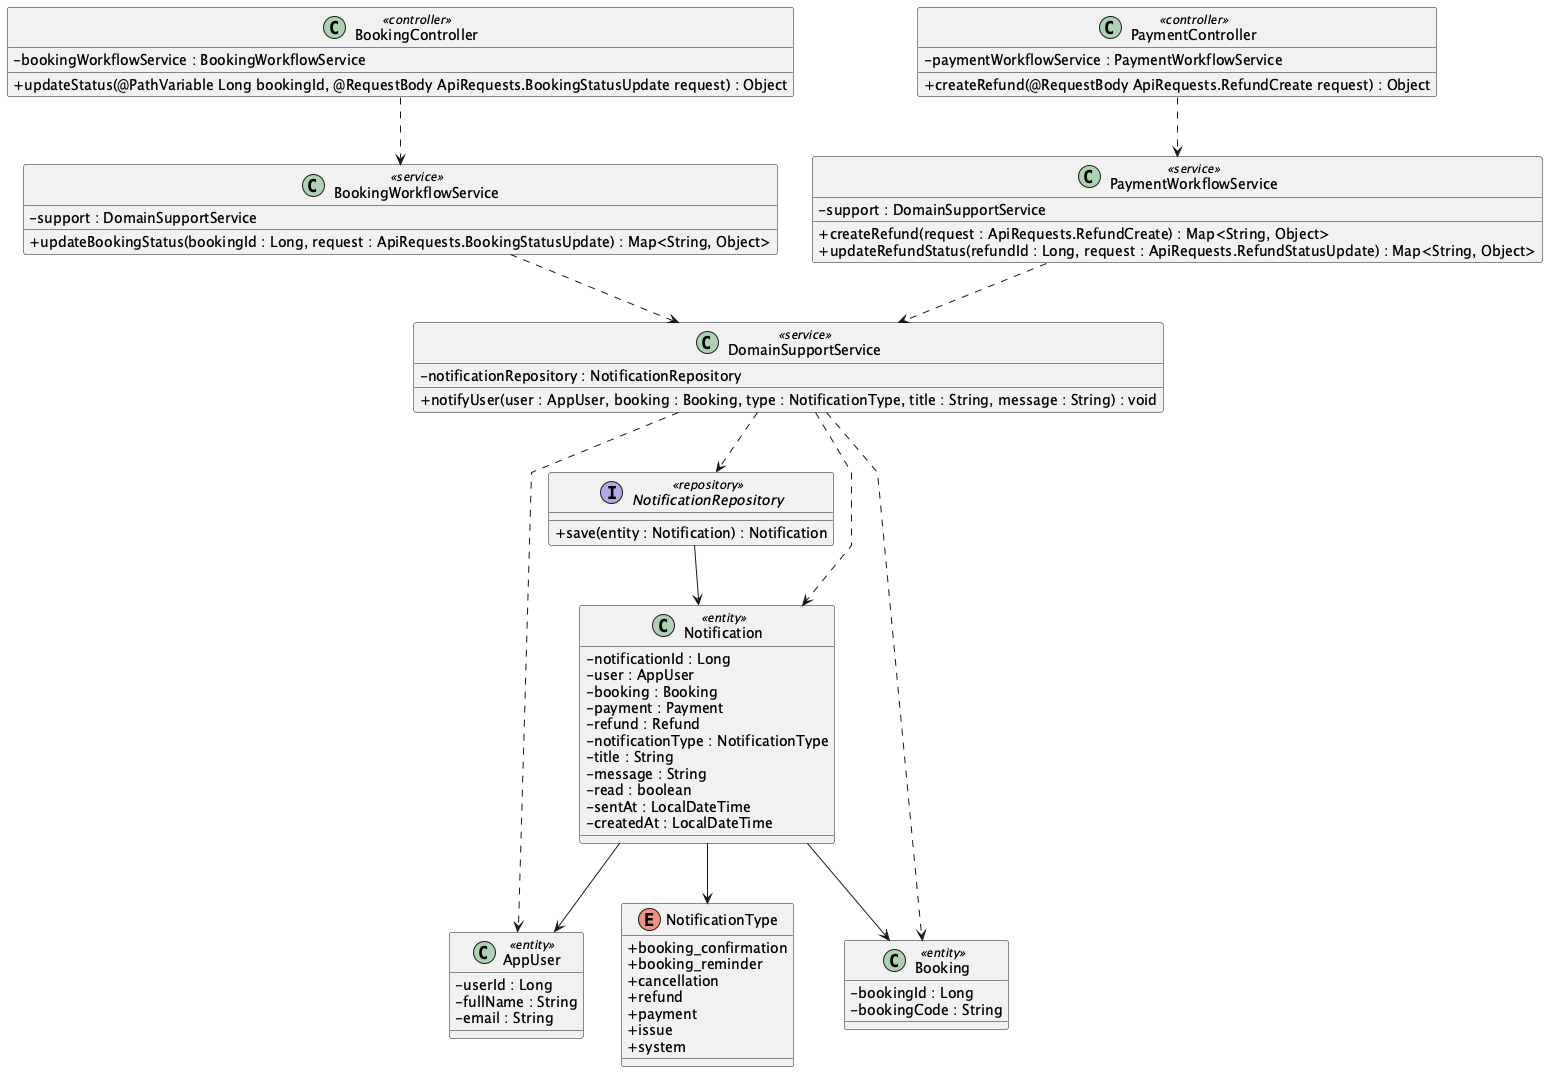 «controller»
C BookingController
-bookingWorkflowService : BookingWorkflowService
+updateStatus(@PathVariable Long bookingId, @RequestBody ApiRequests.BookingStatusUpdate request) : Object
«controller»
C PaymentController
-paymentWorkflowService : PaymentWorkflowService
+createRefund(@RequestBody ApiRequests.RefundCreate request) : Object
«service»
C BookingWorkflowService
-support : DomainSupportService
+updateBookingStatus(bookingId : Long, request : ApiRequests.BookingStatusUpdate) : Map<String, Object>
«service»
C PaymentWorkflowService
-support : DomainSupportService
+createRefund(request : ApiRequests.RefundCreate) : Map<String, Object>
+updateRefundStatus(refundId : Long, request : ApiRequests.RefundStatusUpdate) : Map<String, Object>
«service»
C DomainSupportService
-notificationRepository : NotificationRepository
+notifyUser(user : AppUser, booking : Booking, type : NotificationType, title : String, message : String) : void
«repository»
I NotificationRepository
+save(entity : Notification) : Notification
«entity»
C Notification
-notificationId : Long
-user : AppUser
-booking : Booking
-payment : Payment
-refund : Refund
-notificationType : NotificationType
-title : String
-message : String
-read : boolean
-sentAt : LocalDateTime
-createdAt : LocalDateTime
«entity»
C AppUser
-userId : Long
-fullName : String
-email : String
E NotificationType
+booking_confirmation
+booking_reminder
+cancellation
+refund
+payment
+issue
+system
«entity»
C Booking
-bookingId : Long
-bookingCode : String